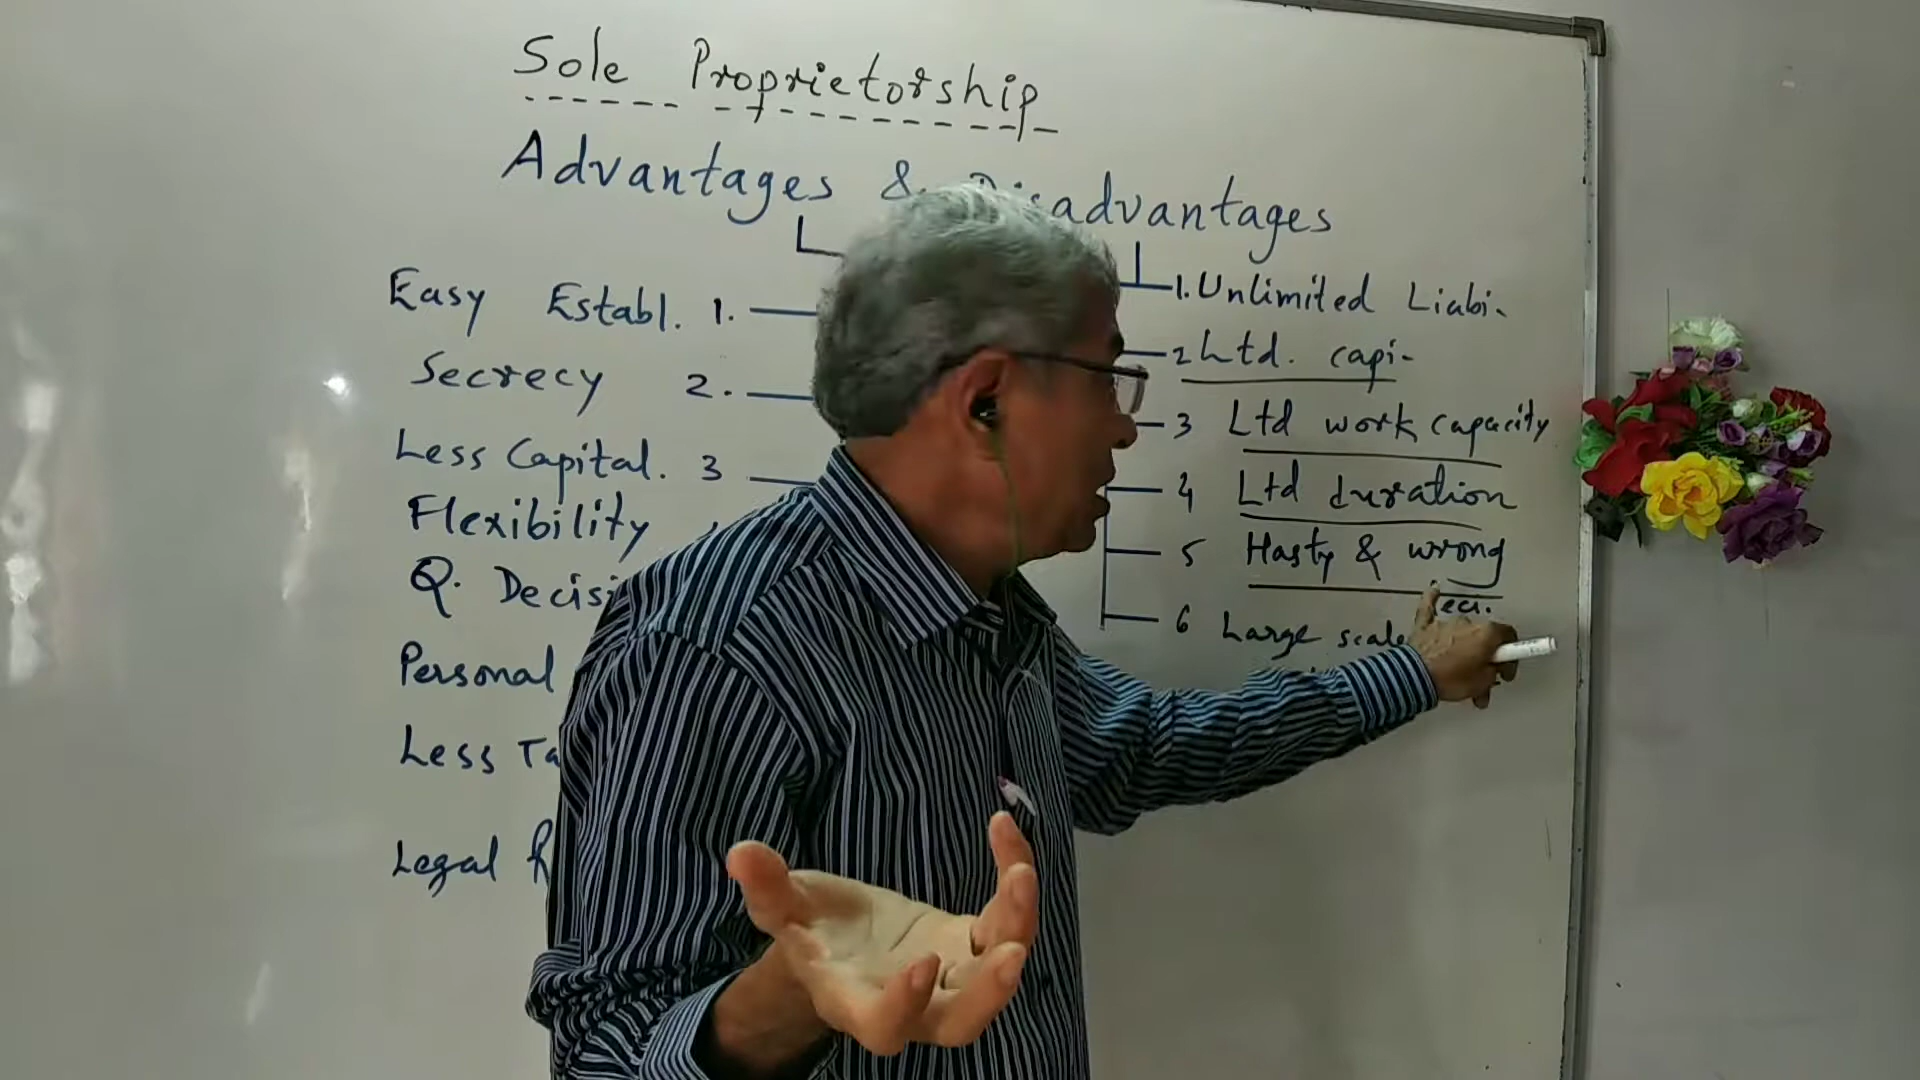 Sole Proprietorship
Advantages & Disadvantages
Easy Establ. 1.
Secrecy 2.
Less Capital. 3
Flexibility
Q. Decisi
Personal
Less Ta
Legal
1. Unlimited Liabi.
2 Ltd. capi-
3 Ltd work capacity
4 Ltd duration
5 Hasty & wrong
6 Large scale